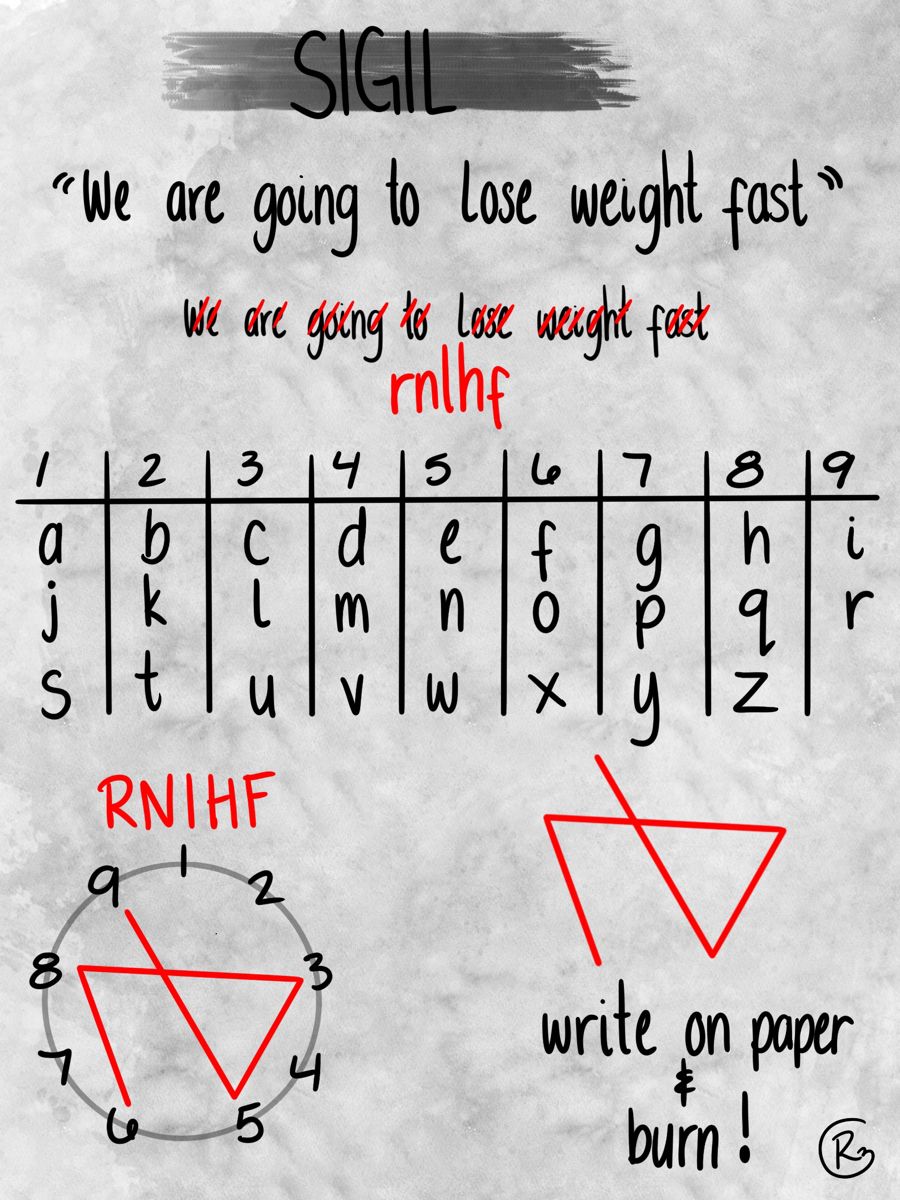 SIGIL
“We are going to lose weight fast”
We are going to lose weight fast
rnlhf
1 2 3 4 5 6 7 8 9
a b c d e f g h i
j k l m n o p q r
s t u v w x y z
RNlHF
1
9 2
8 3
7 4
6 5
write on paper
&
burn!
R3